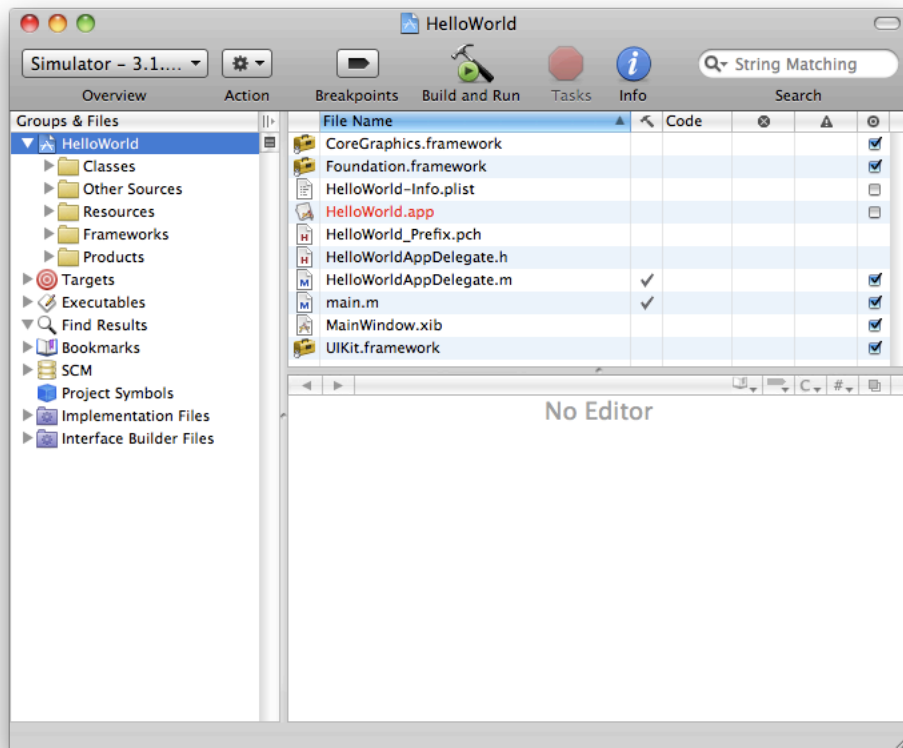 HelloWorld
Simulator – 3.1.... String Matching
Overview Action Breakpoints Build and Run Tasks Info Search
Groups & Files
HelloWorld
Classes
Other Sources
Resources
Frameworks
Products
Targets
Executables
Find Results
Bookmarks
SCM
Project Symbols
Implementation Files
Interface Builder Files
File Name Code
CoreGraphics.framework
Foundation.framework
HelloWorld-Info.plist
HelloWorld.app
HelloWorld_Prefix.pch
HelloWorldAppDelegate.h
HelloWorldAppDelegate.m
main.m
MainWindow.xib
UIKit.framework
C #
No Editor